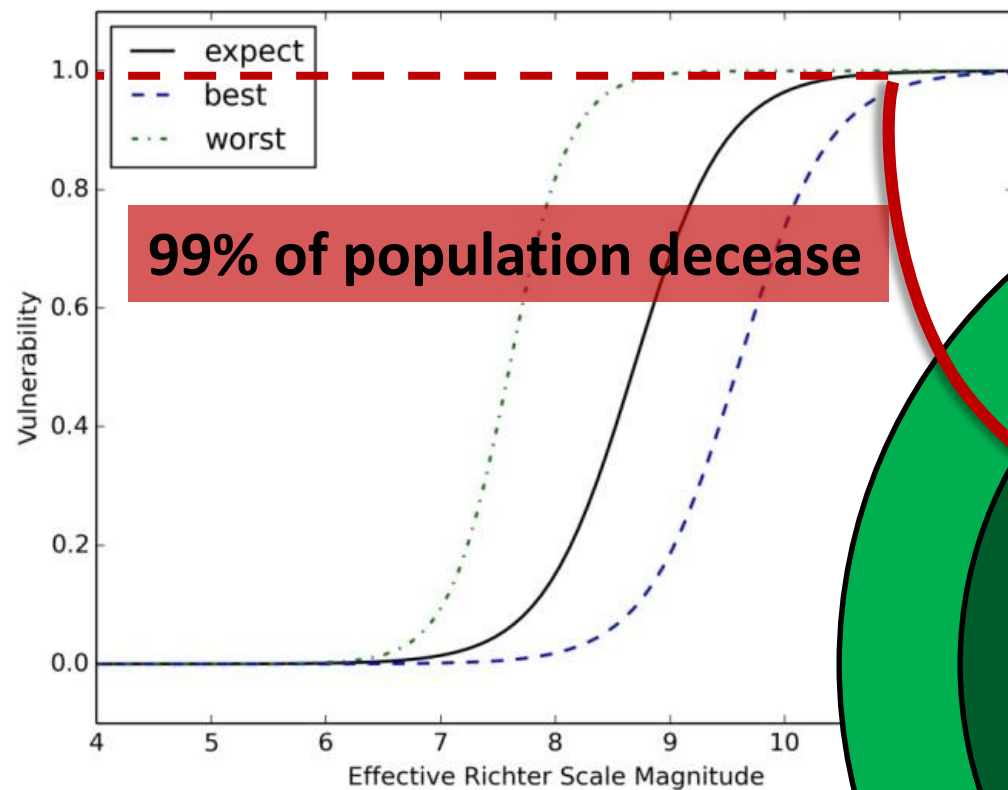 expect
best
worst
99% of population decease
Vulnerability
1.0
0.8
0.6
0.4
0.2
0.0
4 5 6 7 8 9 10
Effective Richter Scale Magnitude